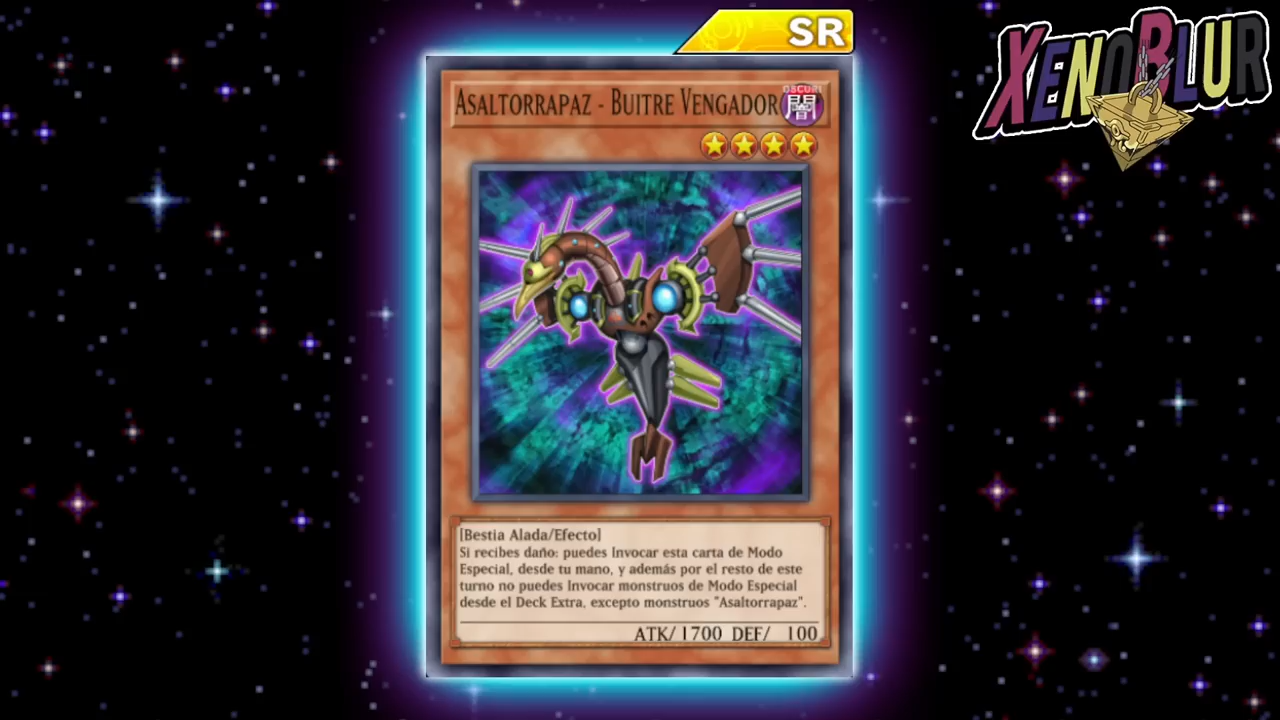 SR
XENOBLUR
ASALTORRAPAZ - BUITRE VENGADOR
OSCURI
闇
[Bestia Alada/Efecto]
Si recibes daño: puedes Invocar esta carta de Modo
Especial, desde tu mano, y además por el resto de este
turno no puedes Invocar monstruos de Modo Especial
desde el Deck Extra, excepto monstruos "Asaltorrapaz".
ATK/ 1700 DEF/ 100